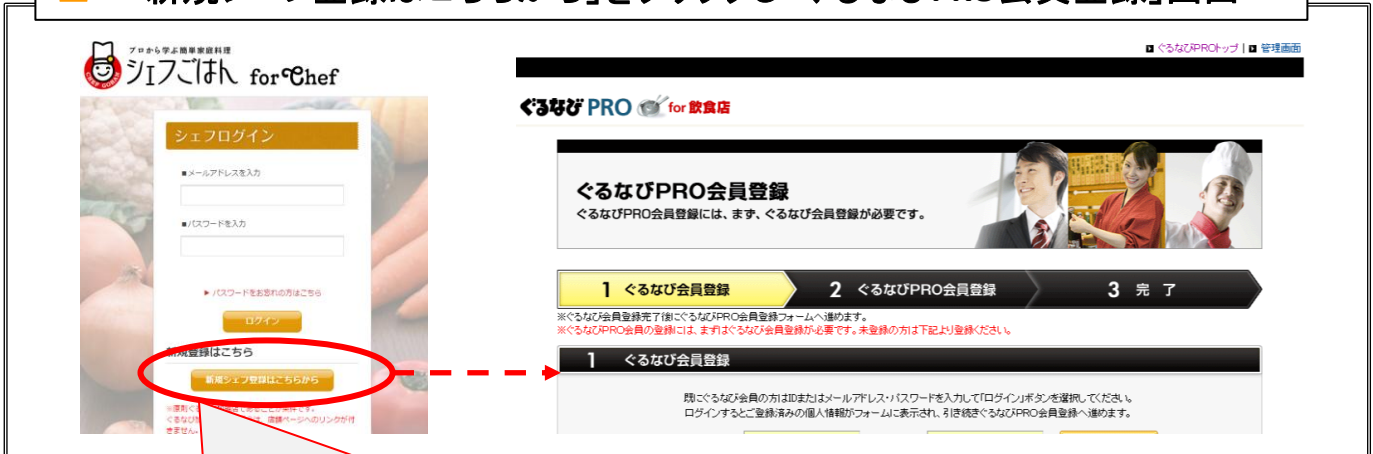 新規シェフ登録はこちらから」をクリックし「ぐるなびPRO会員登録」画面
プロから学ぶ簡単家庭料理
シェフごはん for Chef
シェフログイン
■メールアドレスを入力
■パスワードを入力
▶ パスワードをお忘れの方はこちら
ログイン
新規登録はこちら
新規シェフ登録はこちらから
ぐるなびPROトップ | 管理画面
ぐるなび PRO for 飲食店
ぐるなびPRO会員登録
ぐるなびPRO会員登録には、まず、ぐるなび会員登録が必要です。
1 ぐるなび会員登録
2 ぐるなびPRO会員登録
3 完 了
※ぐるなび会員登録完了後にぐるなびPRO会員登録フォームへ進めます。
※ぐるなびPRO会員の登録には、まずはぐるなび会員登録が必要です。未登録の方は下記より登録ください。
1 ぐるなび会員登録
既にぐるなび会員の方はIDまたはメールアドレス・パスワードを入力して「ログイン」ボタンを選択してください。
ログインするとご登録済みの個人情報がフォームに表示され、引き続きぐるなびPRO会員登録へ進めます。